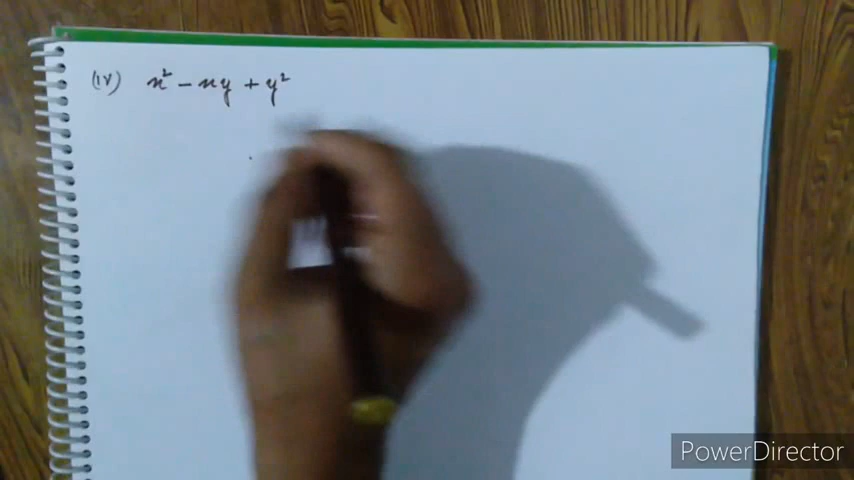 (iv) x² - xy + y²
PowerDirector